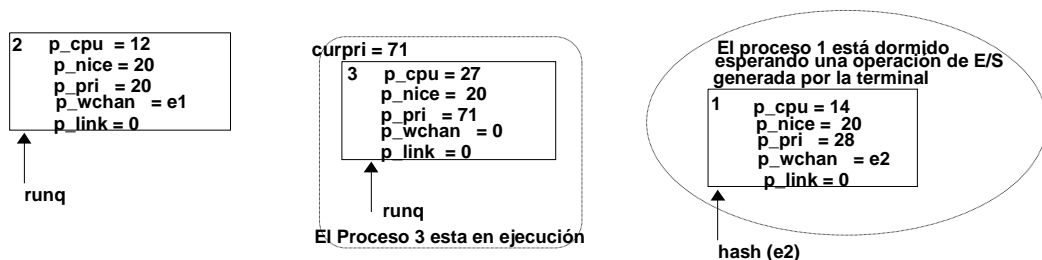 2 p_cpu = 12
p_nice = 20
p_pri = 20
p_wchan = e1
p_link = 0
runq
curpri = 71
3 p_cpu = 27
p_nice = 20
p_pri = 71
p_wchan = 0
p_link = 0
runq
El Proceso 3 esta en ejecución
El proceso 1 está dormido
esperando una operación de E/S
generada por la terminal
1 p_cpu = 14
p_nice = 20
p_pri = 28
p_wchan = e2
p_link = 0
hash (e2)